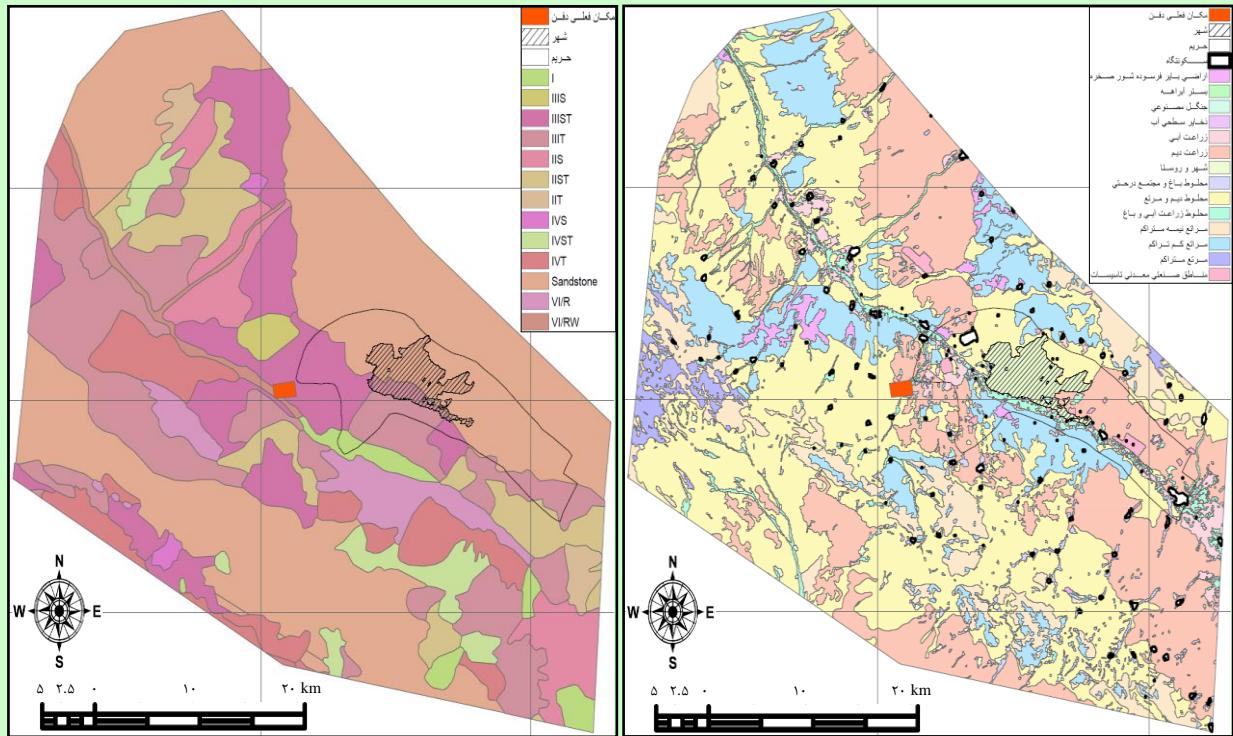 مکان فعلی دفن
شهر
حریم
I
IIIS
IIIST
IIIT
IIS
IIST
IIT
IVS
IVST
IVT
Sandstone
VI/R
VI/RW
N
W E
S
۵ ۲.۵ ۰ ۱۰ ۲۰ km
مکان فعلی دفن
شهر
حریم
سکونتگاه
اراضی بایر فرسوده شور صخره
بستر آبراهه
جنگل مصنوعی
ذخایر سطحی آب
زراعت آبی
زراعت دیم
شهر و روستا
مخلوط باغ و مجتمع درختی
مخلوط دیم و مرتع
مخلوط زراعت آبی و باغ
مراتع نیمه متراکم
مراتع کم تراکم
مرتع متراکم
مناطق صنعتی معدنی تاسیسات
N
W E
S
۵ ۲.۵ ۰ ۱۰ ۲۰ km